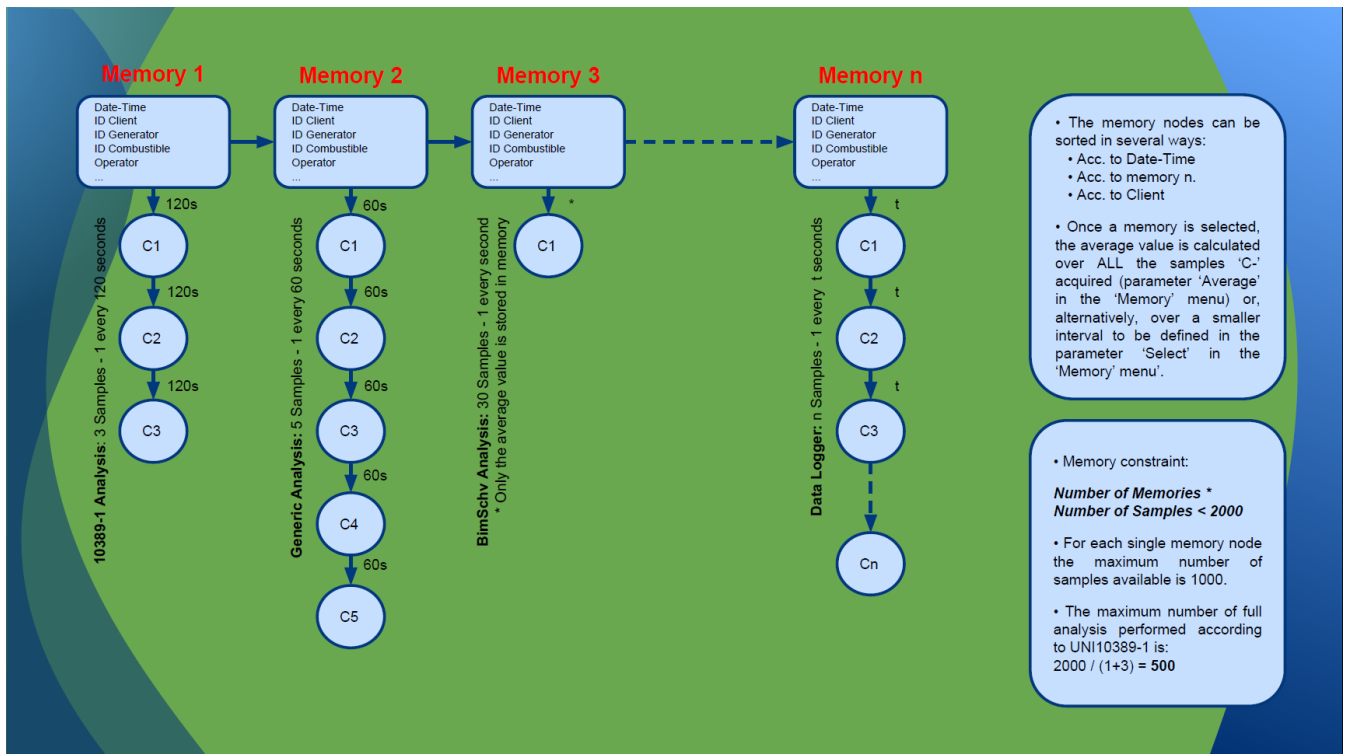 Memory 1
Date-Time
ID Client
ID Generator
ID Combustible
Operator
...
120s
C1
120s
C2
120s
C3
10389-1 Analysis: 3 Samples - 1 every 120 seconds
Memory 2
Date-Time
ID Client
ID Generator
ID Combustible
Operator
...
60s
C1
60s
C2
60s
C3
60s
C4
60s
C5
Generic Analysis: 5 Samples - 1 every 60 seconds
Memory 3
Date-Time
ID Client
ID Generator
ID Combustible
Operator
...
*
C1
BimSchv Analysis: 30 Samples - 1 every second
* Only the average value is stored in memory
Memory n
Date-Time
ID Client
ID Generator
ID Combustible
Operator
...
t
C1
t
C2
t
C3
Cn
Data Logger: n Samples - 1 every t seconds
• The memory nodes can be
sorted in several ways:
• Acc. to Date-Time
• Acc. to memory n.
• Acc. to Client
• Once a memory is selected,
the average value is calculated
over ALL the samples ‘C-’
acquired (parameter ‘Average’
in the ‘Memory’ menu) or,
alternatively, over a smaller
interval to be defined in the
parameter ‘Select’ in the
‘Memory’ menu’.
• Memory constraint:
Number of Memories *
Number of Samples < 2000
• For each single memory node
the maximum number of
samples available is 1000.
• The maximum number of full
analysis performed according
to UNI10389-1 is:
2000 / (1+3) = 500